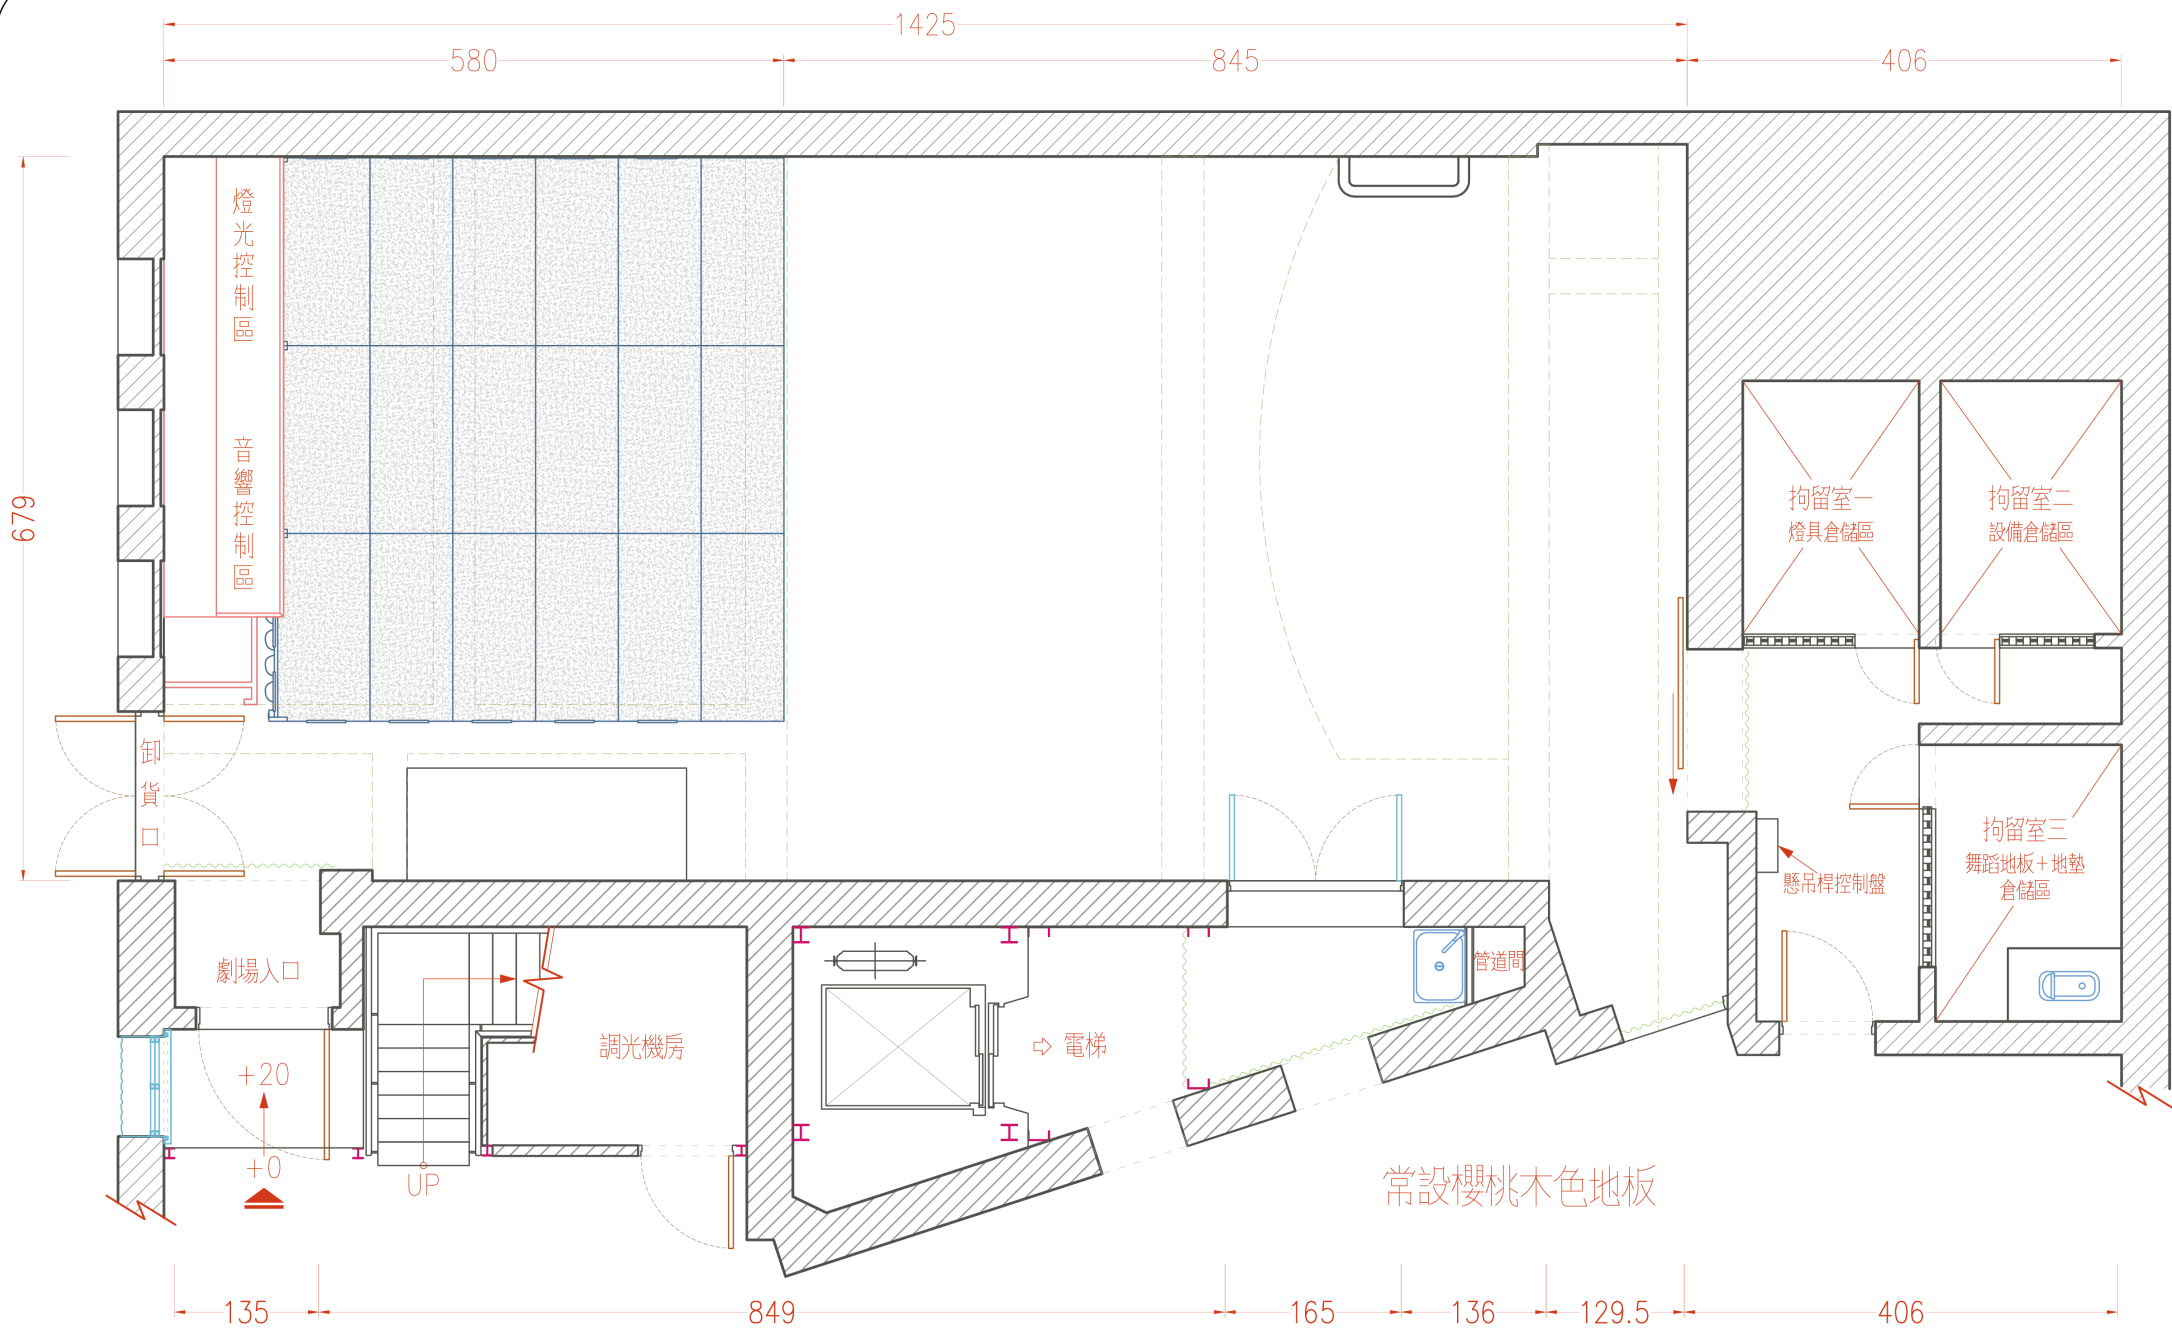 1425
580
845
406
679
燈光控制區
音響控制區
拘留室一
燈具倉儲區
拘留室二
設備倉儲區
卸貨口
拘留室三
舞蹈地板+地墊
倉儲區
懸吊桿控制盤
劇場入口
管道間
調光機房
電梯
+20
+0
UP
常設櫻桃木色地板
135
849
165
136
129.5
406